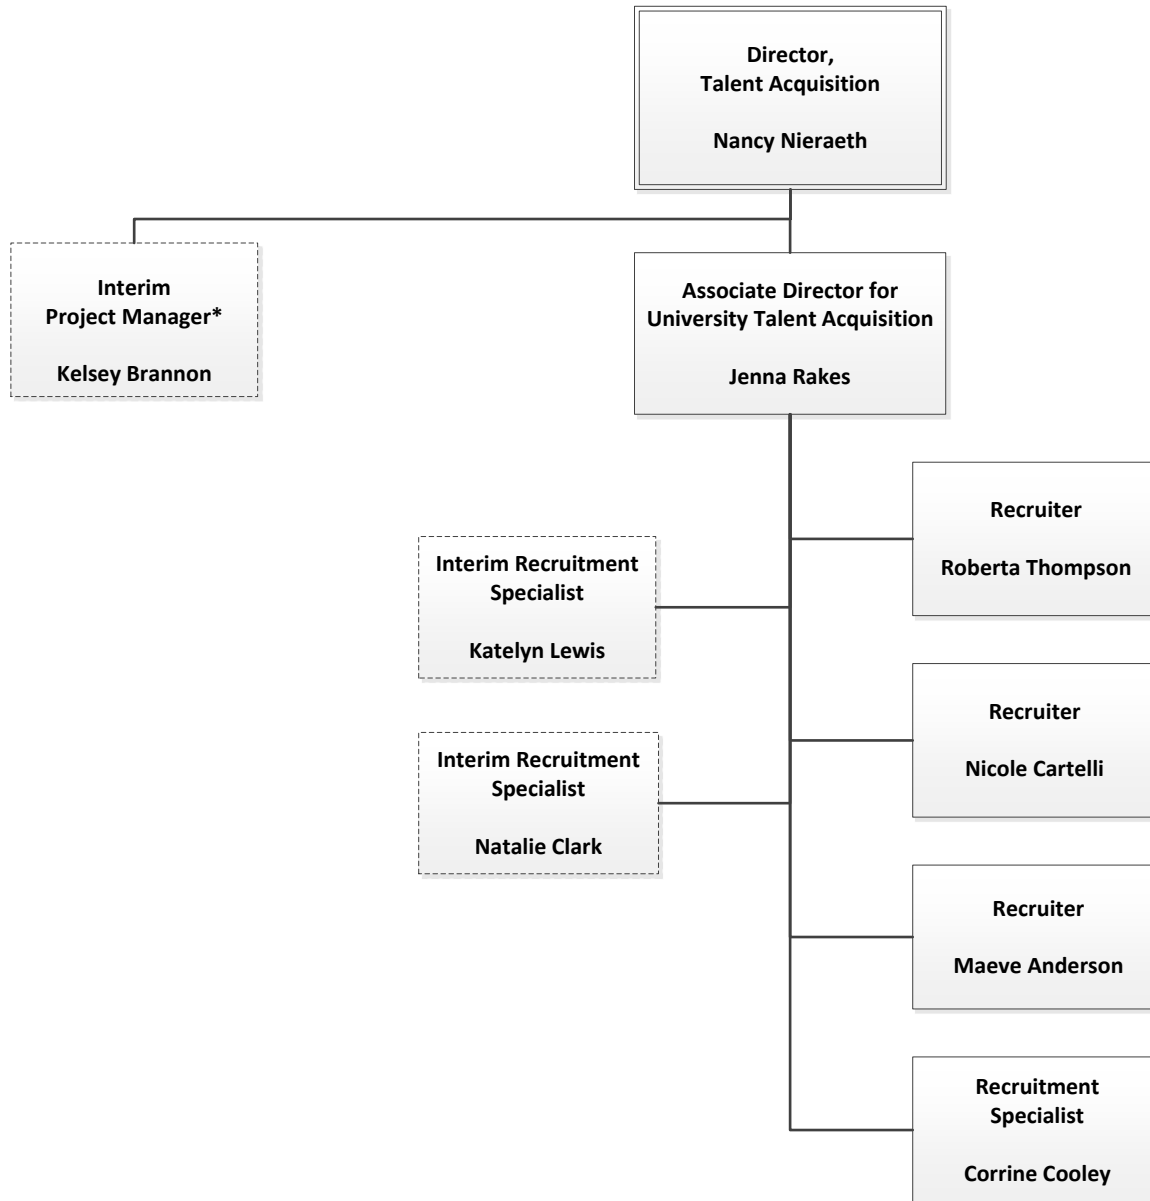 Director,
Talent Acquisition
Nancy Nieraeth
Interim
Project Manager*
Kelsey Brannon
Associate Director for
University Talent Acquisition
Jenna Rakes
Recruiter
Roberta Thompson
Interim Recruitment
Specialist
Katelyn Lewis
Recruiter
Nicole Cartelli
Interim Recruitment
Specialist
Natalie Clark
Recruiter
Maeve Anderson
Recruitment
Specialist
Corrine Cooley